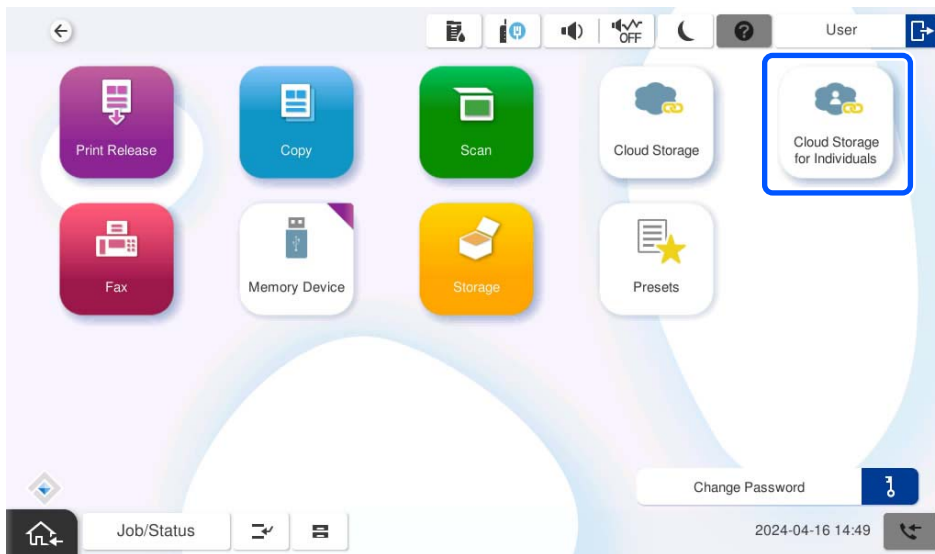 OFF
User
Print Release
Copy
Scan
Cloud Storage
Cloud Storage
for Individuals
Fax
Memory Device
Storage
Presets
Change Password
Job/Status
2024-04-16 14:49